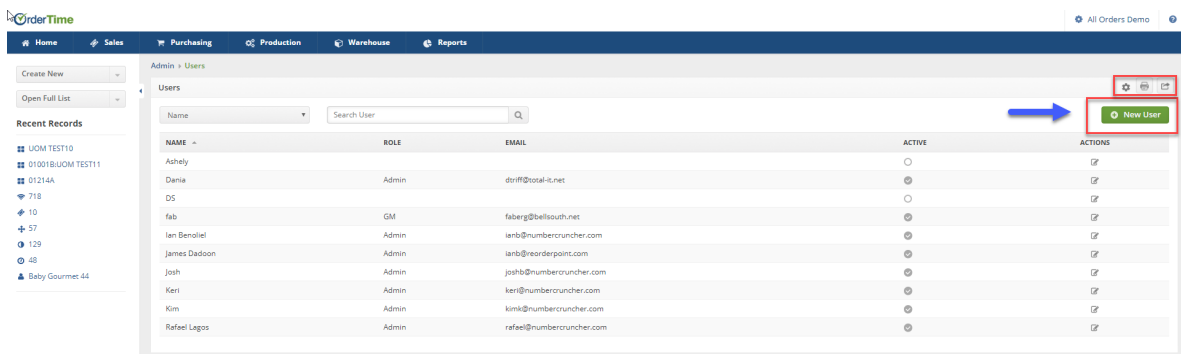 OrderTime
All Orders Demo
Home Sales Purchasing Production Warehouse Reports
Create New
Open Full List
Recent Records
UOM TEST10
01001B:UOM TEST11
01214A
718
10
57
129
48
Baby Gourmet 44
Admin › Users
Users
Name Search User New User
NAME ROLE EMAIL ACTIVE ACTIONS
Ashely
Dania Admin dtriff@total-it.net
DS
fab GM faberg@bellsouth.net
Ian Benoliel Admin ianb@numbercruncher.com
James Dadoon Admin ianb@reorderpoint.com
Josh Admin joshb@numbercruncher.com
Keri Admin keri@numbercruncher.com
Kim Admin kimk@numbercruncher.com
Rafael Lagos Admin rafael@numbercruncher.com